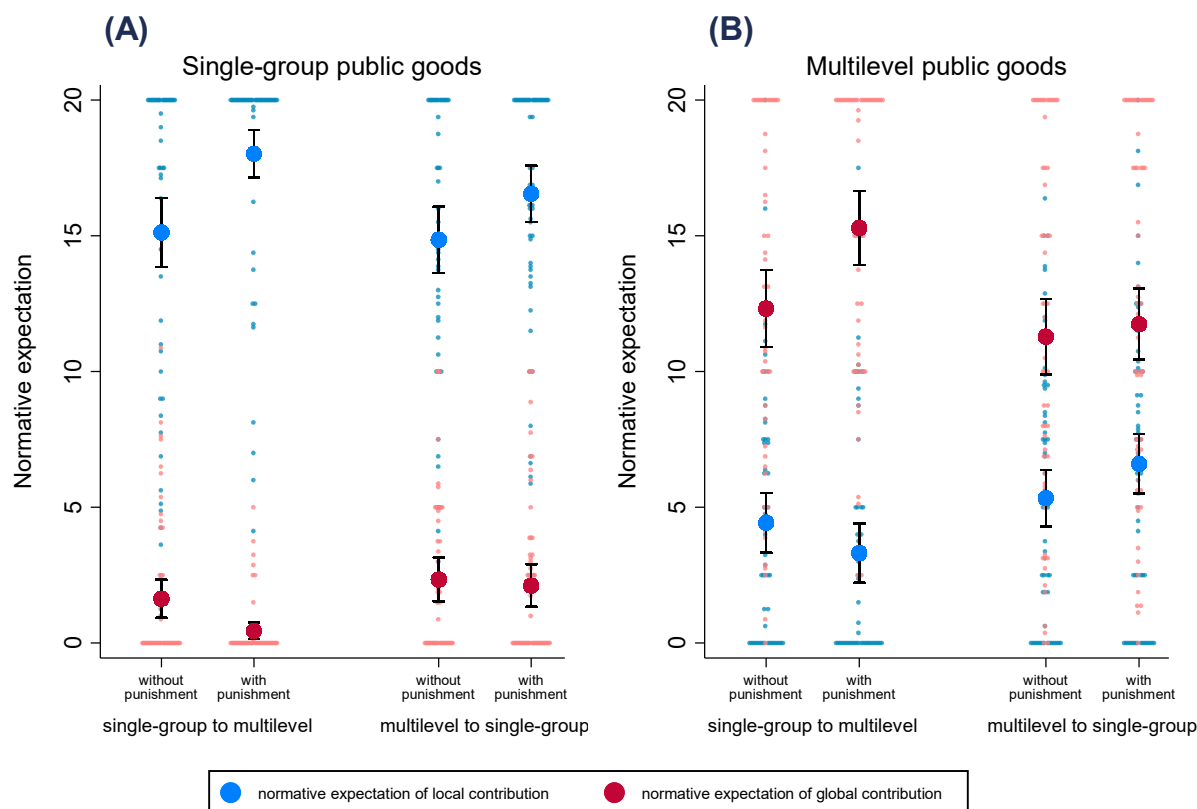 (A)
Single-group public goods
Normative expectation
20
15
10
5
0
without punishment
with punishment
without punishment
with punishment
single-group to multilevel
multilevel to single-group
(B)
Multilevel public goods
Normative expectation
20
15
10
5
0
without punishment
with punishment
without punishment
with punishment
single-group to multilevel
multilevel to single-group
normative expectation of local contribution
normative expectation of global contribution